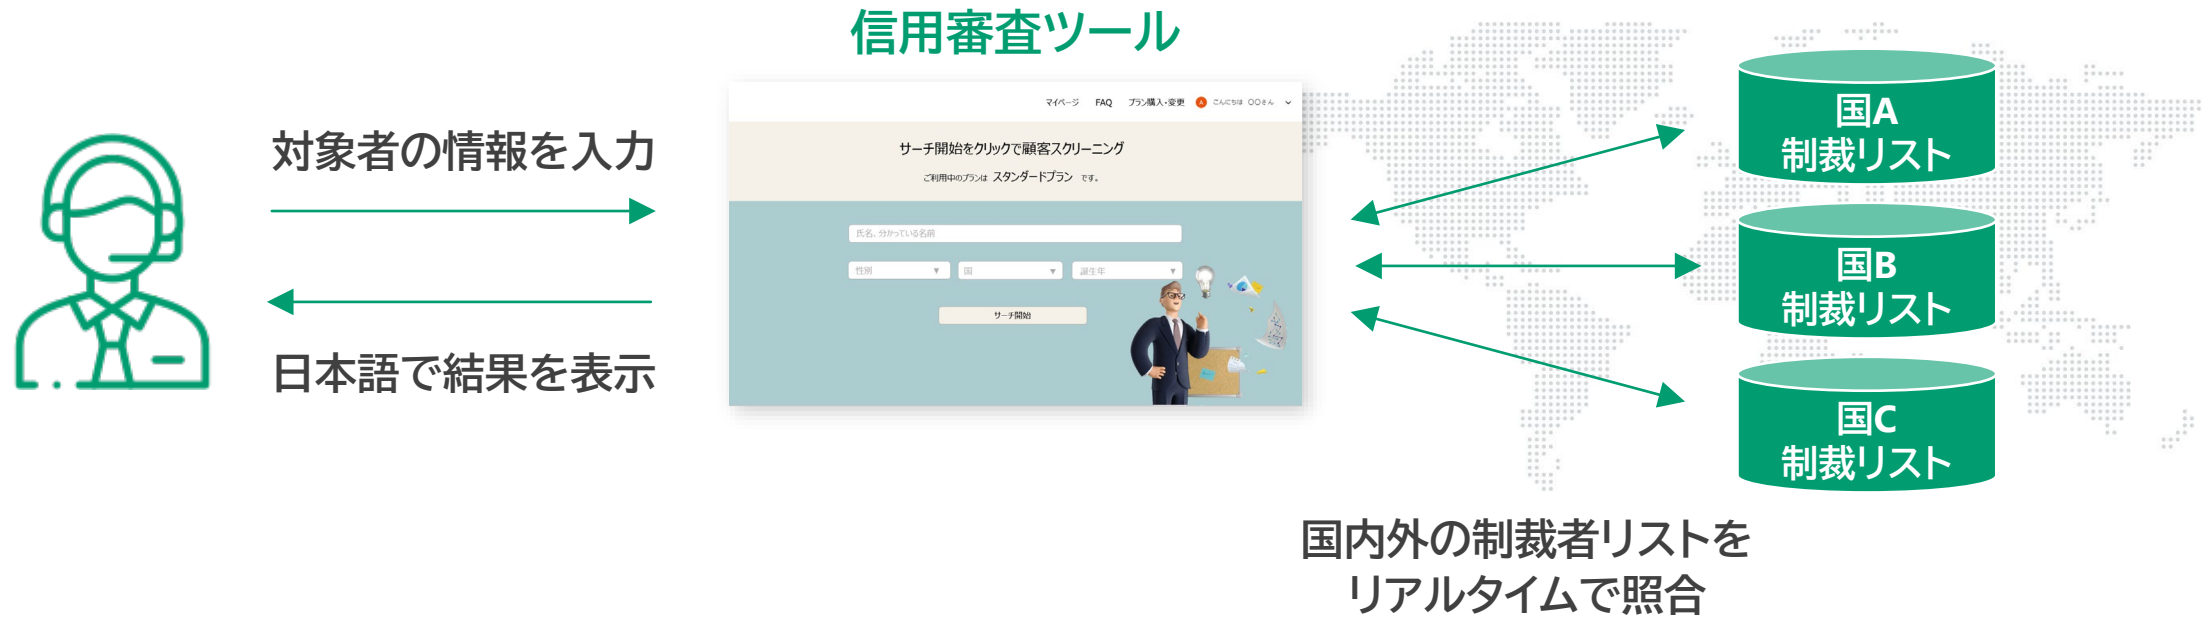 信用審査ツール
対象者の情報を入力
日本語で結果を表示
マイページ FAQ プラン購入・変更 A こんにちは 〇〇さん
サーチ開始をクリックで顧客スクリーニング
ご利用中のプランは スタンダードプラン です。
氏名、分かっている名前
性別 ▼ 国 ▼ 誕生年 ▼
サーチ開始
国A
制裁リスト
国B
制裁リスト
国C
制裁リスト
国内外の制裁者リストを
リアルタイムで照合